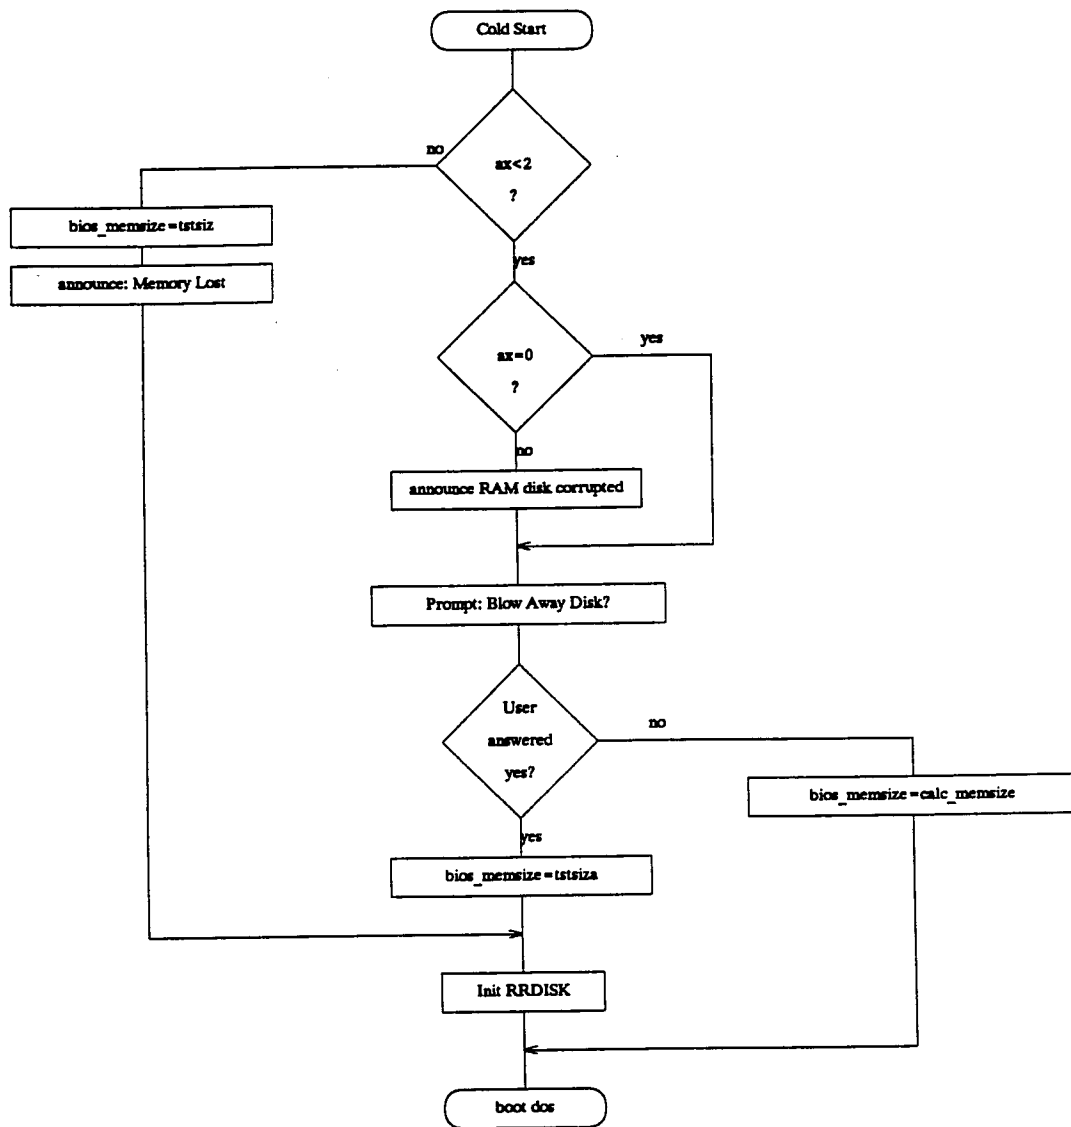 Cold Start
no
ax<2
?
bios_memsize=tstsiz
yes
announce: Memory Lost
yes
ax=0
?
no
announce RAM disk corrupted
Prompt: Blow Away Disk?
User
answered
yes?
no
bios_memsize=calc_memsize
yes
bios_memsize=tstsiza
Init RRDISK
boot dos